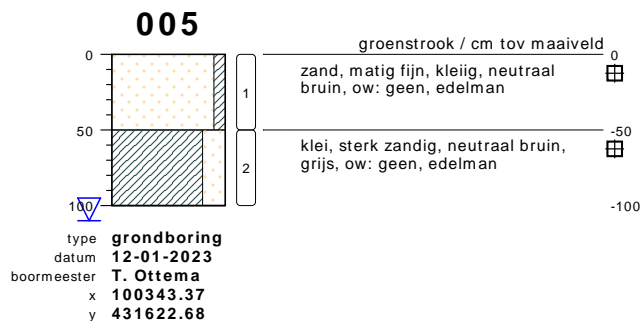 005
groenstrook / cm tov maaiveld
0
0
zand, matig fijn, kleiig, neutraal
bruin, ow: geen, edelman
1
50
-50
klei, sterk zandig, neutraal bruin,
grijs, ow: geen, edelman
2
100
-100
type grondboring
datum 12-01-2023
boormeester T. Ottema
x 100343.37
y 431622.68